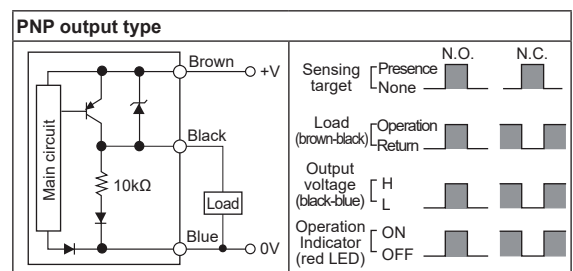 PNP output type
Main circuit
10kΩ
Brown
+V
Black
Load
Blue
0V
N.O.
N.C.
Sensing target
Presence
None
Load
(brown-black)
Operation
Return
Output
voltage
(black-blue)
H
L
Operation
Indicator
(red LED)
ON
OFF